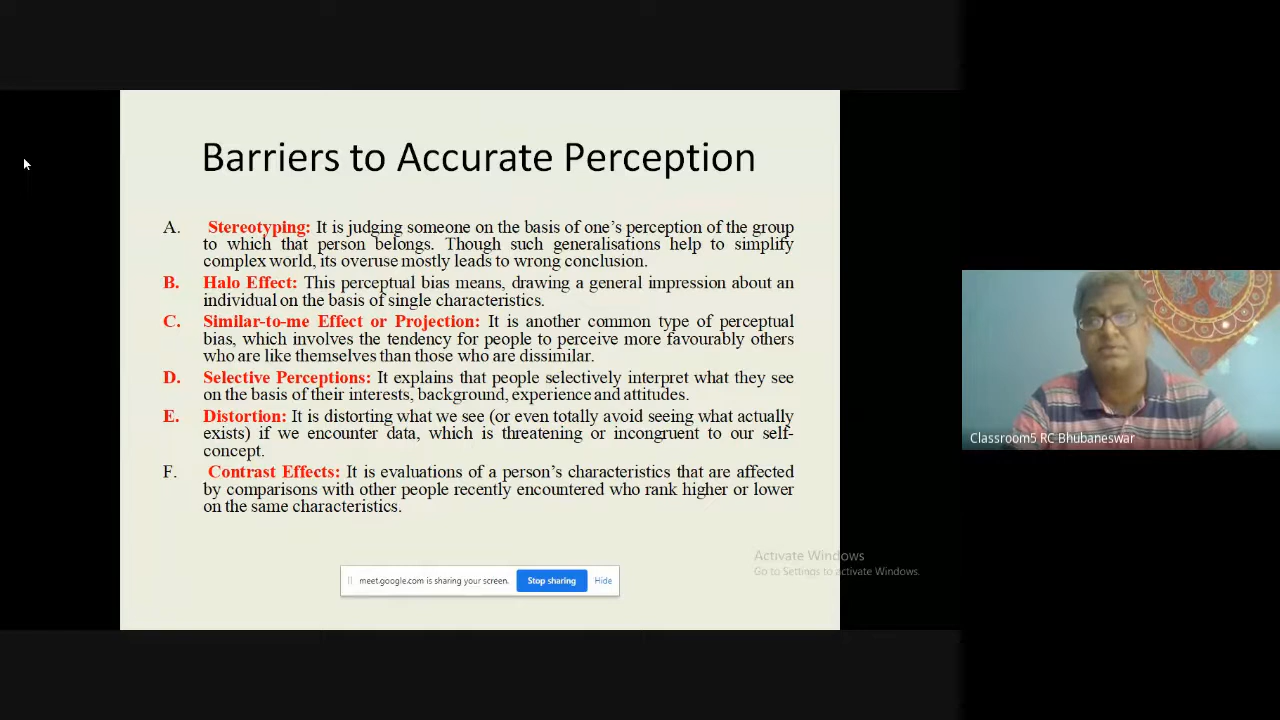 Barriers to Accurate Perception
A. Stereotyping: It is judging someone on the basis of one's perception of the group
to which that person belongs. Though such generalisations help to simplify
complex world, its overuse mostly leads to wrong conclusion.
B. Halo Effect: This perceptual bias means, drawing a general impression about an
individual on the basis of single characteristics.
C. Similar-to-me Effect or Projection: It is another common type of perceptual
bias, which involves the tendency for people to perceive more favourably others
who are like themselves than those who are dissimilar.
D. Selective Perceptions: It explains that people selectively interpret what they see
on the basis of their interests, background, experience and attitudes.
E. Distortion: It is distorting what we see (or even totally avoid seeing what actually
exists) if we encounter data, which is threatening or incongruent to our self-
concept.
F. Contrast Effects: It is evaluations of a person's characteristics that are affected
by comparisons with other people recently encountered who rank higher or lower
on the same characteristics.
Classroom5 RC Bhubaneswar
Activate Windows
Go to Settings to activate Windows.
meet.google.com is sharing your screen. Stop sharing Hide